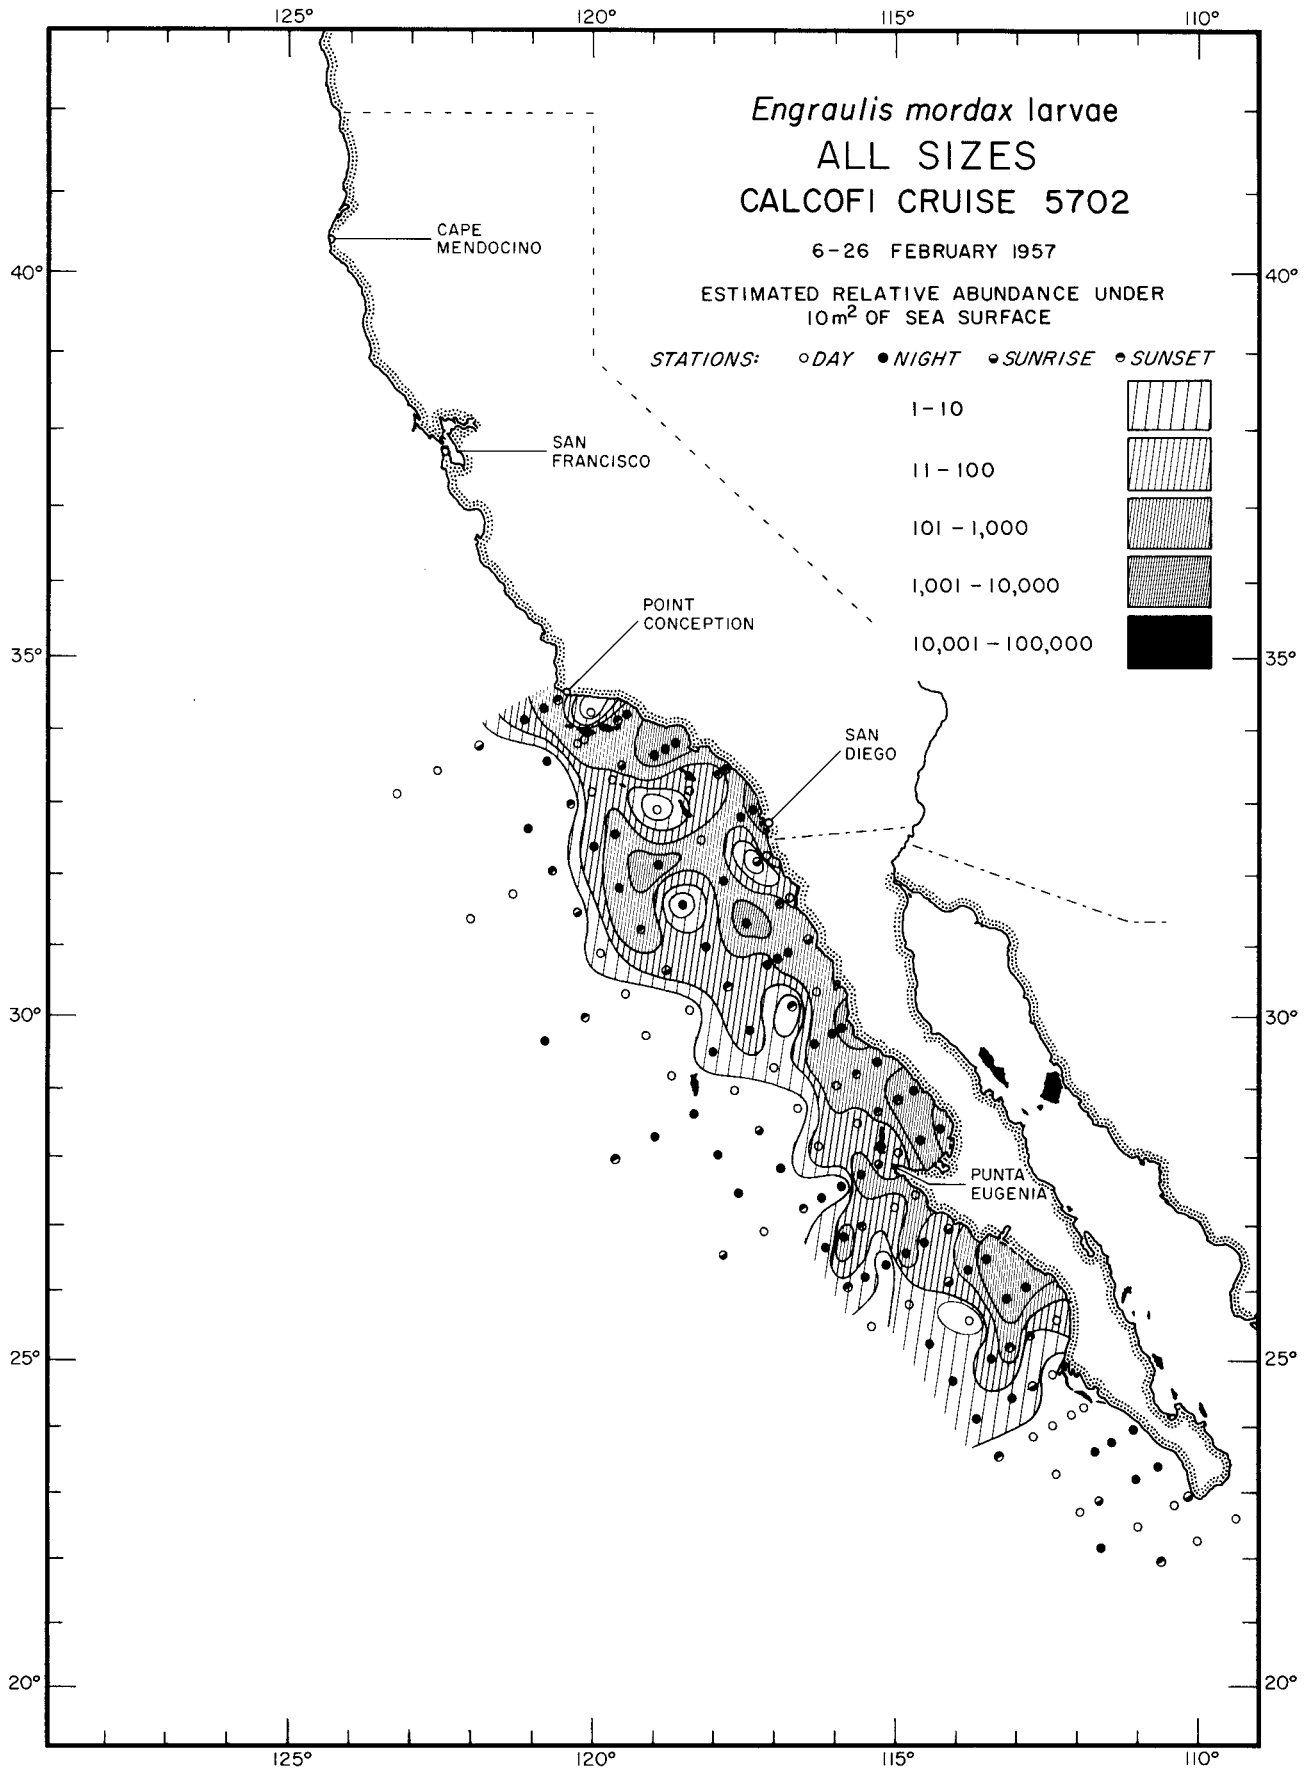 125° 120° 115° 110°
Engraulis mordax larvae
ALL SIZES
CALCOFI CRUISE 5702
6-26 FEBRUARY 1957
ESTIMATED RELATIVE ABUNDANCE UNDER
10m² OF SEA SURFACE
STATIONS: DAY NIGHT SUNRISE SUNSET
1-10
11-100
101-1,000
1,001-10,000
10,001-100,000
CAPE
MENDOCINO
40° 40°
SAN
FRANCISCO
POINT
CONCEPTION
35° 35°
SAN
DIEGO
30° 30°
PUNTA
EUGENIA
25° 25°
20° 20°
125° 120° 115° 110°